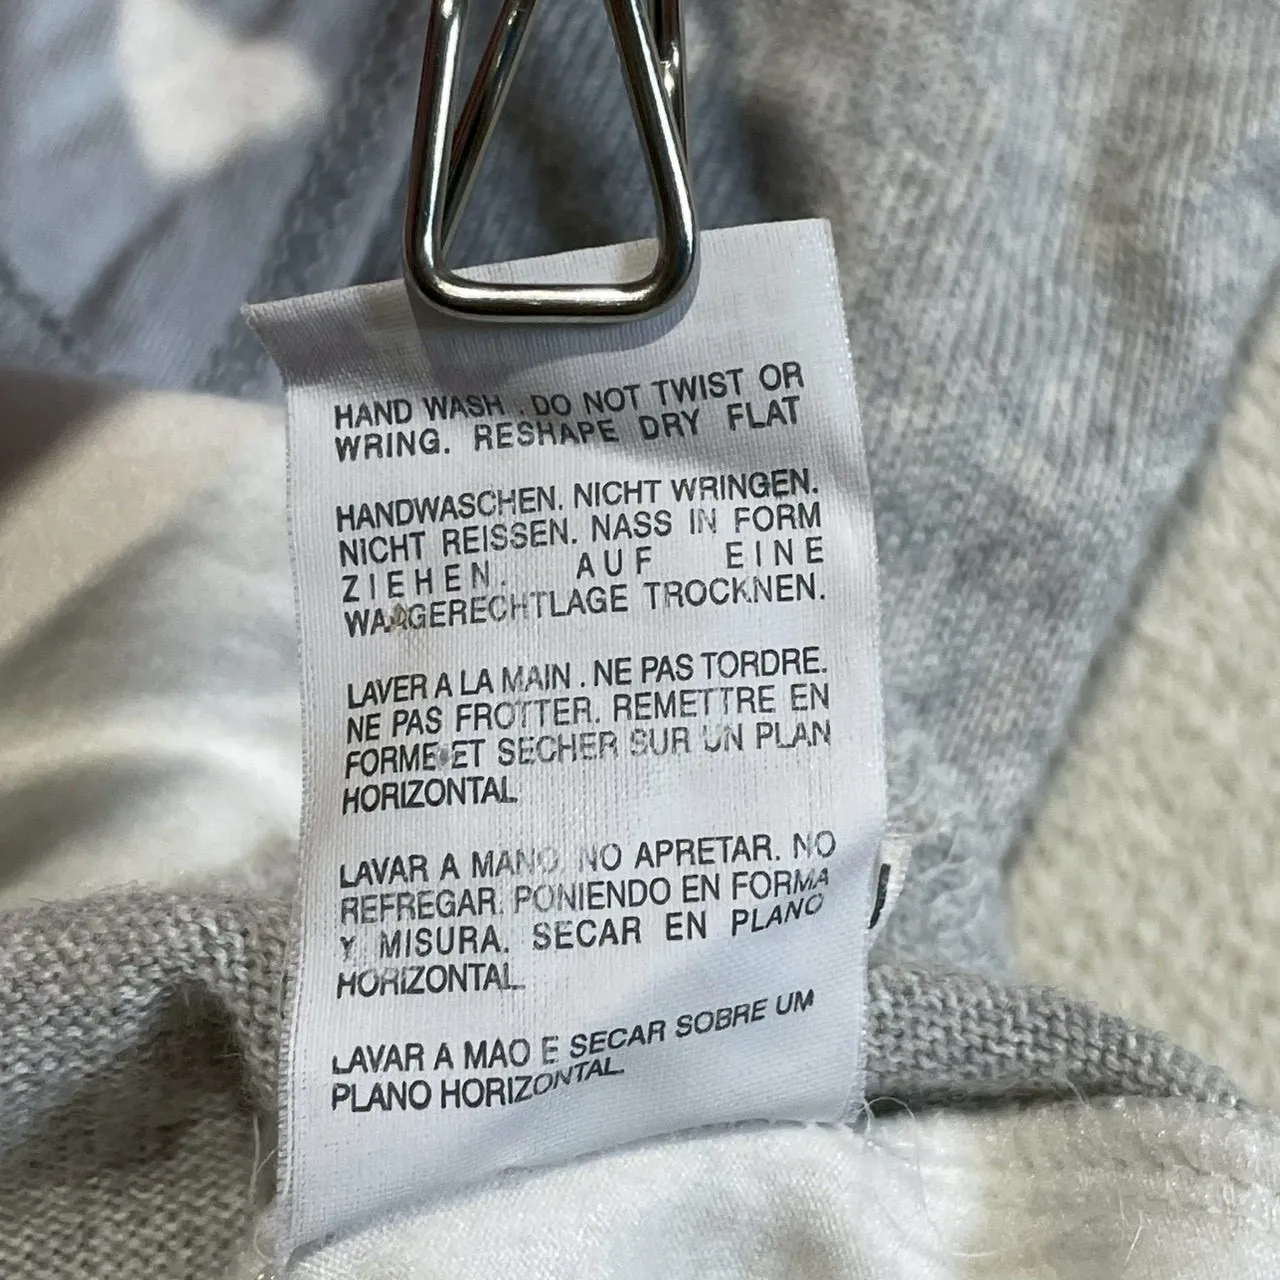 HAND WASH . DO NOT TWIST OR
WRING. RESHAPE DRY FLAT
HANDWASCHEN. NICHT WRINGEN.
NICHT REISSEN. NASS IN FORM
ZIEHEN. AUF EINE
WAAGERECHTLAGE TROCKNEN.
LAVER A LA MAIN . NE PAS TORDRE.
NE PAS FROTTER. REMETTRE EN
FORME ET SECHER SUR UN PLAN
HORIZONTAL
LAVAR A MANO. NO APRETAR. NO
REFREGAR. PONIENDO EN FORMA
Y MISURA. SECAR EN PLANO
HORIZONTAL.
LAVAR A MAO E SECAR SOBRE UM
PLANO HORIZONTAL.